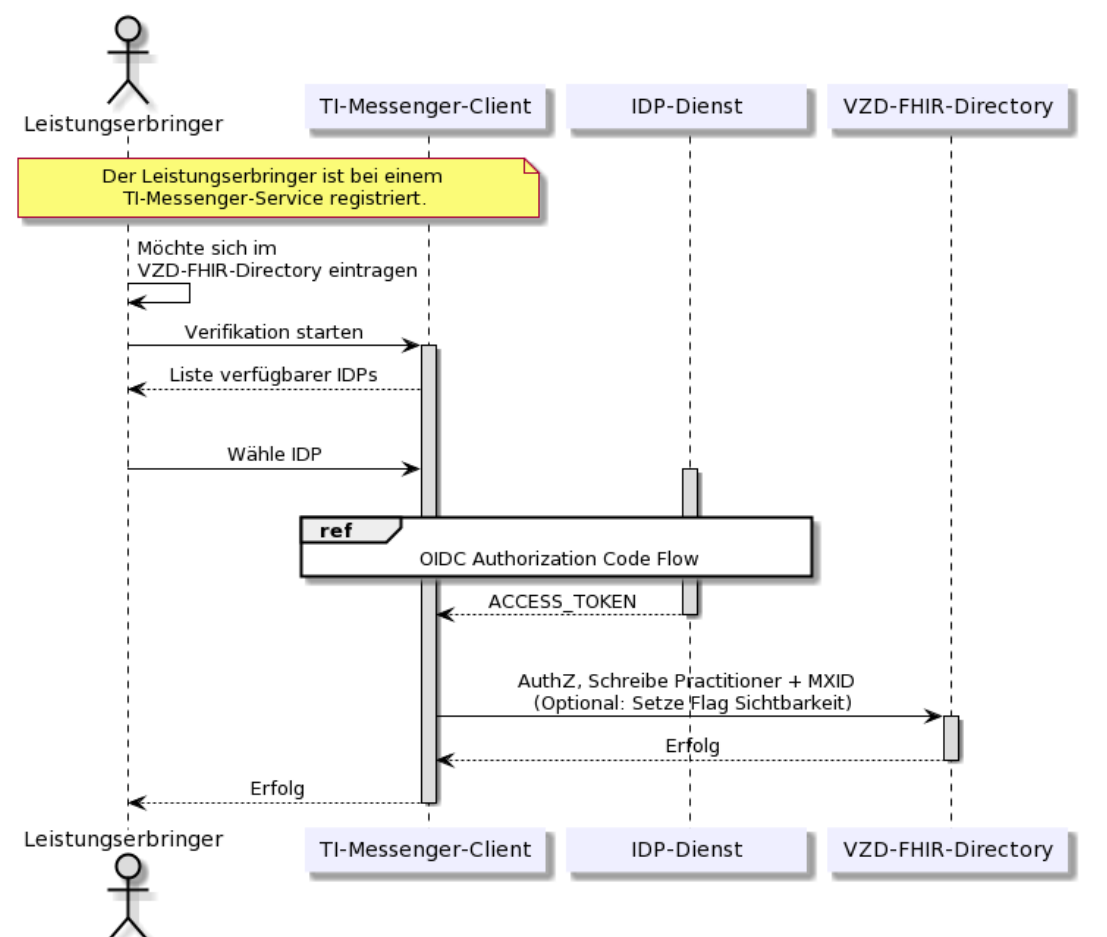 Leistungserbringer
TI-Messenger-Client
IDP-Dienst
VZD-FHIR-Directory
Der Leistungserbringer ist bei einem
TI-Messenger-Service registriert.
Möchte sich im
VZD-FHIR-Directory eintragen
Verifikation starten
Liste verfügbarer IDPs
Wähle IDP
ref
OIDC Authorization Code Flow
ACCESS_TOKEN
AuthZ, Schreibe Practitioner + MXID
(Optional: Setze Flag Sichtbarkeit)
Erfolg
Erfolg
Leistungserbringer
TI-Messenger-Client
IDP-Dienst
VZD-FHIR-Directory